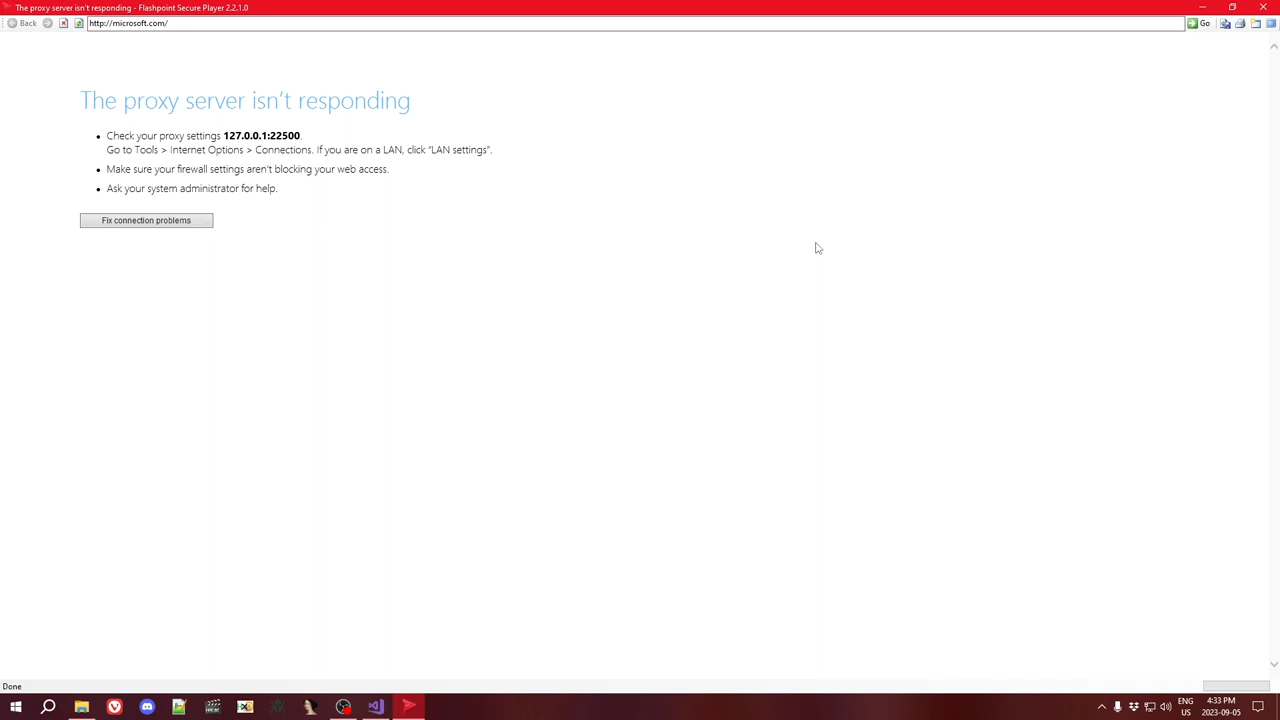 The proxy server isn't responding - Flashpoint Secure Player 2.2.1.0
Back
http://microsoft.com/
Go
The proxy server isn’t responding
Check your proxy settings 127.0.0.1:22500.
Go to Tools > Internet Options > Connections. If you are on a LAN, click “LAN settings”.
Make sure your firewall settings aren’t blocking your web access.
Ask your system administrator for help.
Fix connection problems
Done
ENG
US
4:33 PM
2023-09-05